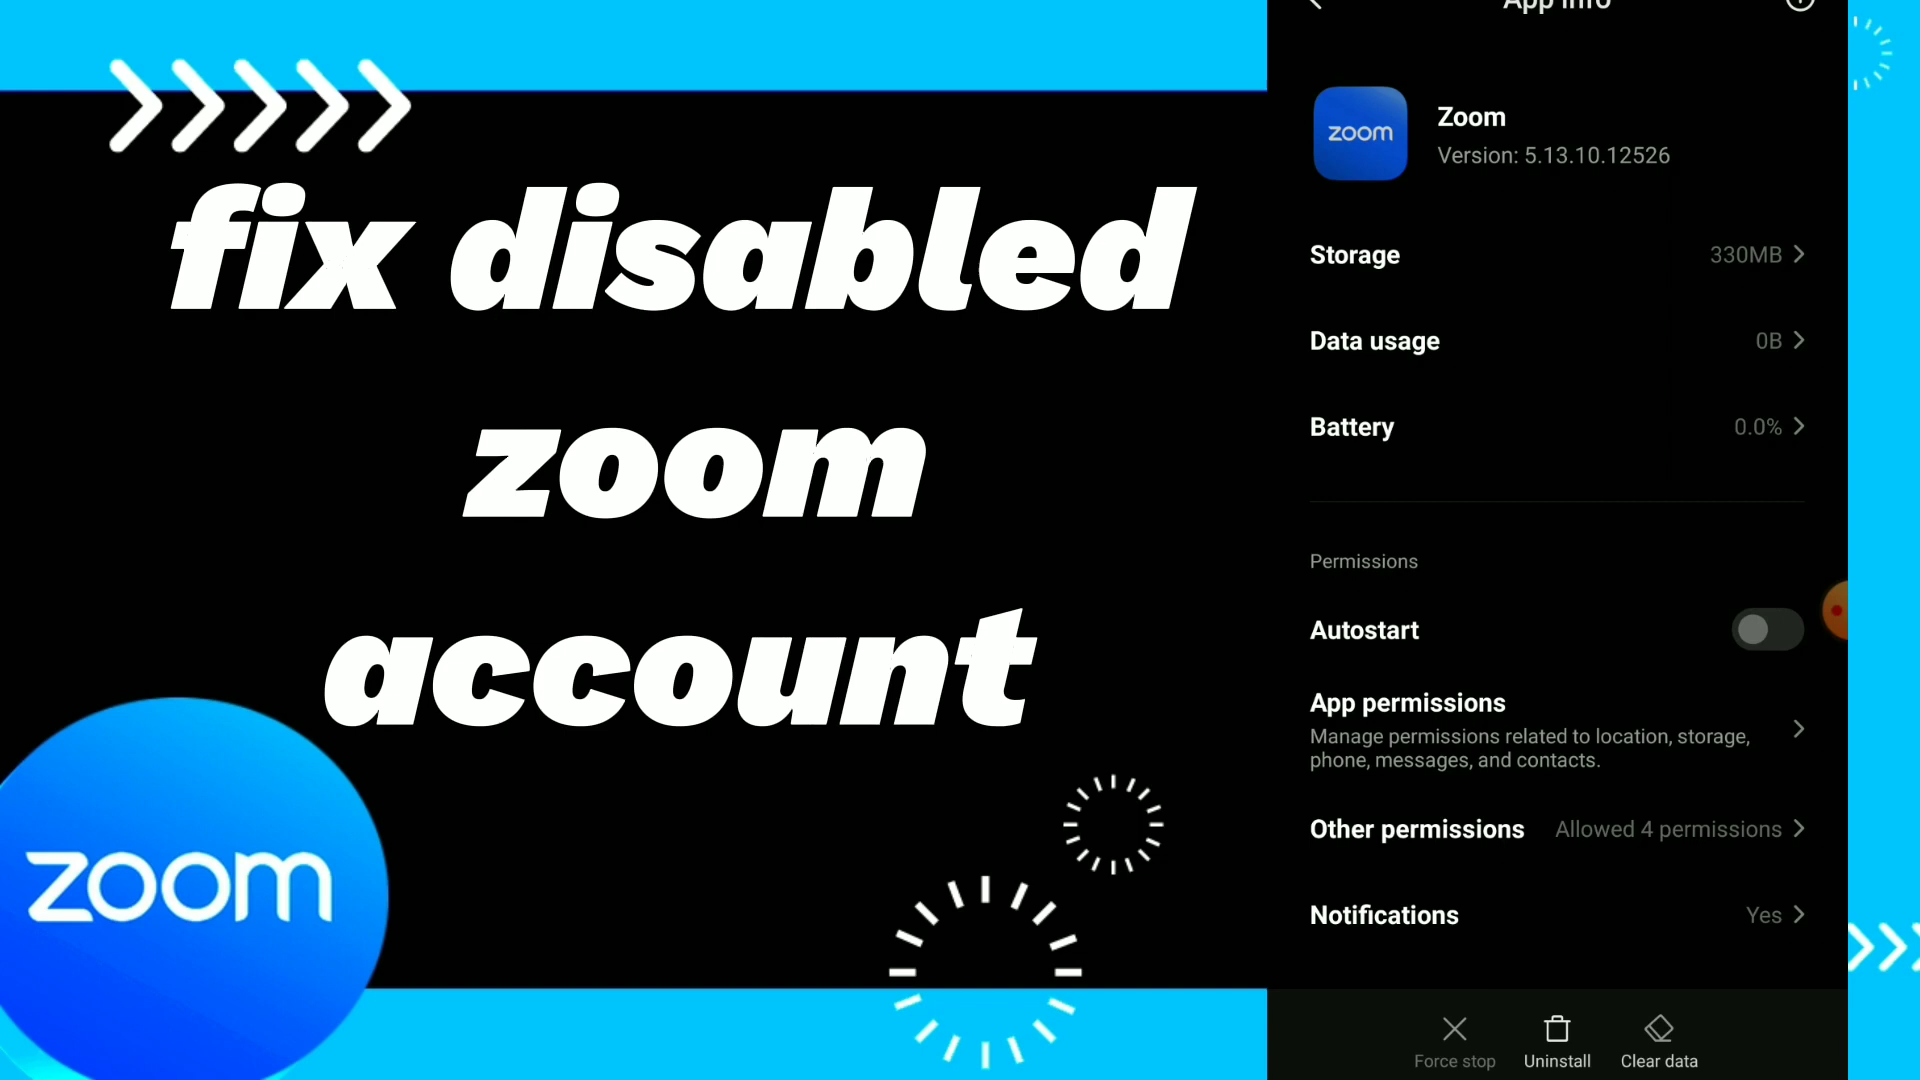 fix disabled
zoom
account
zoom
App info
zoom
Zoom
Version: 5.13.10.12526
Storage 330MB
Data usage 0B
Battery 0.0%
Permissions
Autostart
App permissions
Manage permissions related to location, storage,
phone, messages, and contacts.
Other permissions Allowed 4 permissions
Notifications Yes
Force stop Uninstall Clear data